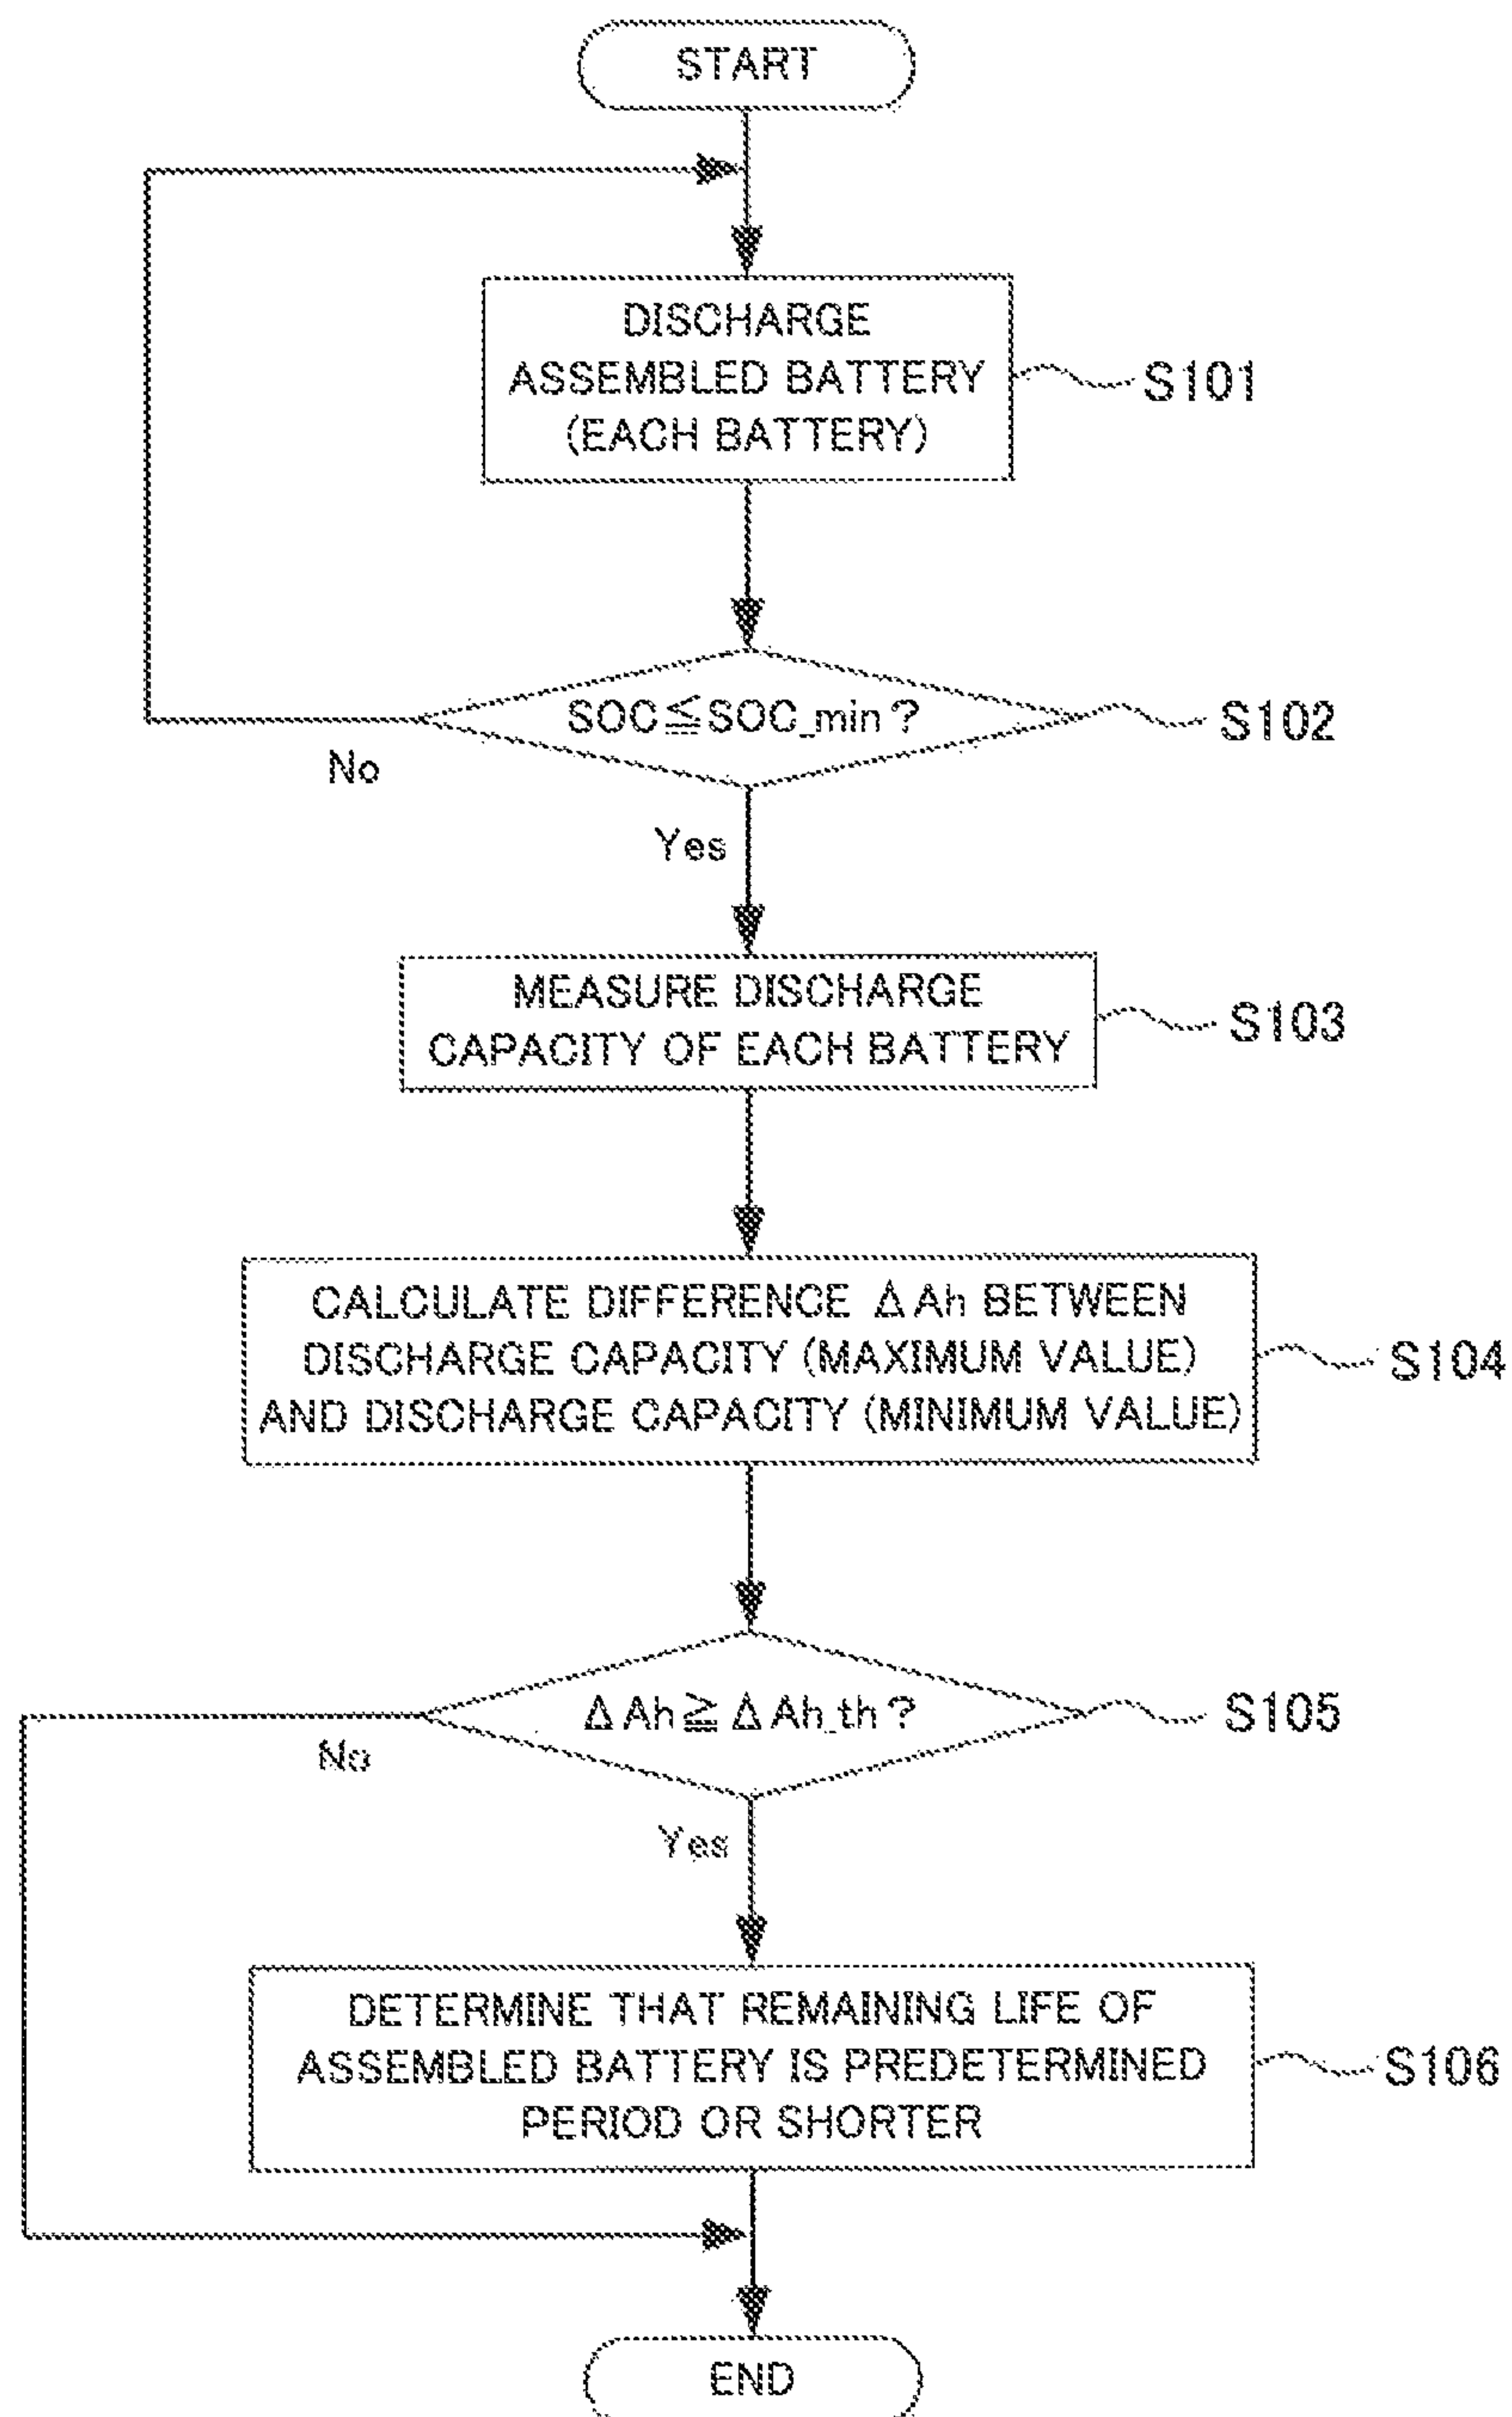 START
DISCHARGE
ASSEMBLED BATTERY
(EACH BATTERY)
S101
SOC≦SOC_min?
S102
No
Yes
MEASURE DISCHARGE
CAPACITY OF EACH BATTERY
S103
CALCULATE DIFFERENCE ΔAh BETWEEN
DISCHARGE CAPACITY (MAXIMUM VALUE)
AND DISCHARGE CAPACITY (MINIMUM VALUE)
S104
ΔAh≧ΔAh_th?
S105
No
Yes
DETERMINE THAT REMAINING LIFE OF
ASSEMBLED BATTERY IS PREDETERMINED
PERIOD OR SHORTER
S106
END